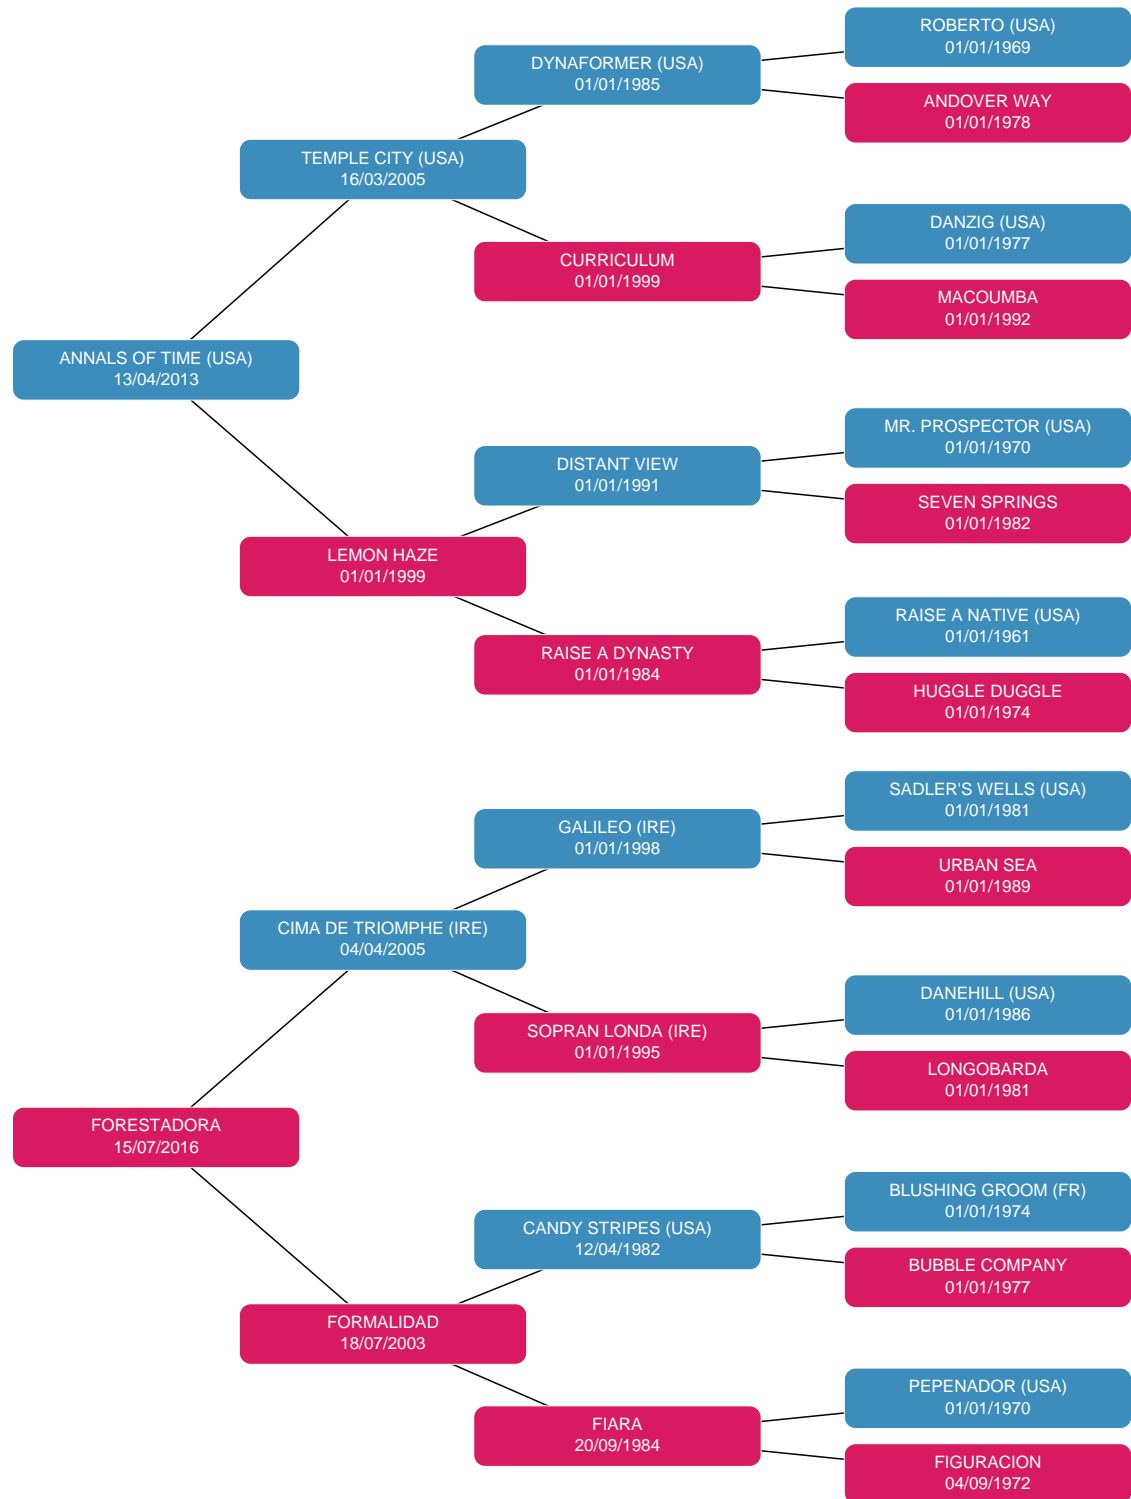 ROBERTO (USA)
01/01/1969
DYNAFORMER (USA)
01/01/1985
ANDOVER WAY
01/01/1978
TEMPLE CITY (USA)
16/03/2005
DANZIG (USA)
01/01/1977
CURRICULUM
01/01/1999
MACOUMBA
01/01/1992
ANNALS OF TIME (USA)
13/04/2013
MR. PROSPECTOR (USA)
01/01/1970
DISTANT VIEW
01/01/1991
SEVEN SPRINGS
01/01/1982
LEMON HAZE
01/01/1999
RAISE A NATIVE (USA)
01/01/1961
RAISE A DYNASTY
01/01/1984
HUGGLE DUGGLE
01/01/1974
SADLER'S WELLS (USA)
01/01/1981
GALILEO (IRE)
01/01/1998
URBAN SEA
01/01/1989
CIMA DE TRIOMPHE (IRE)
04/04/2005
DANEHILL (USA)
01/01/1986
SOPRAN LONDA (IRE)
01/01/1995
LONGOBARDA
01/01/1981
FORESTADORA
15/07/2016
BLUSHING GROOM (FR)
01/01/1974
CANDY STRIPES (USA)
12/04/1982
BUBBLE COMPANY
01/01/1977
FORMALIDAD
18/07/2003
PEPENADOR (USA)
01/01/1970
FIARA
20/09/1984
FIGURACION
04/09/1972